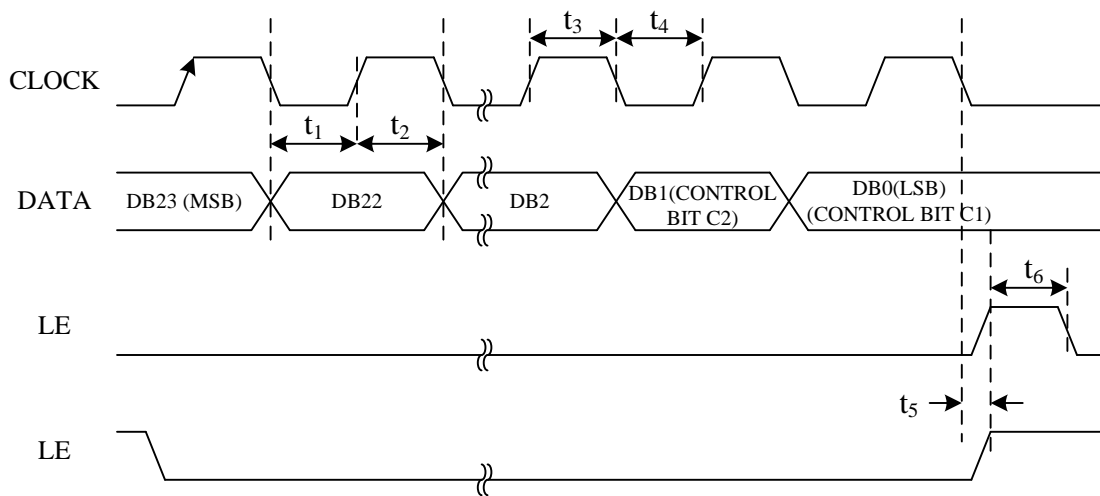 t3 t4
CLOCK
t1 t2
DATA
DB23 (MSB) DB22 DB2 DB1(CONTROL BIT C2) DB0(LSB) (CONTROL BIT C1)
t6
LE
t5
LE